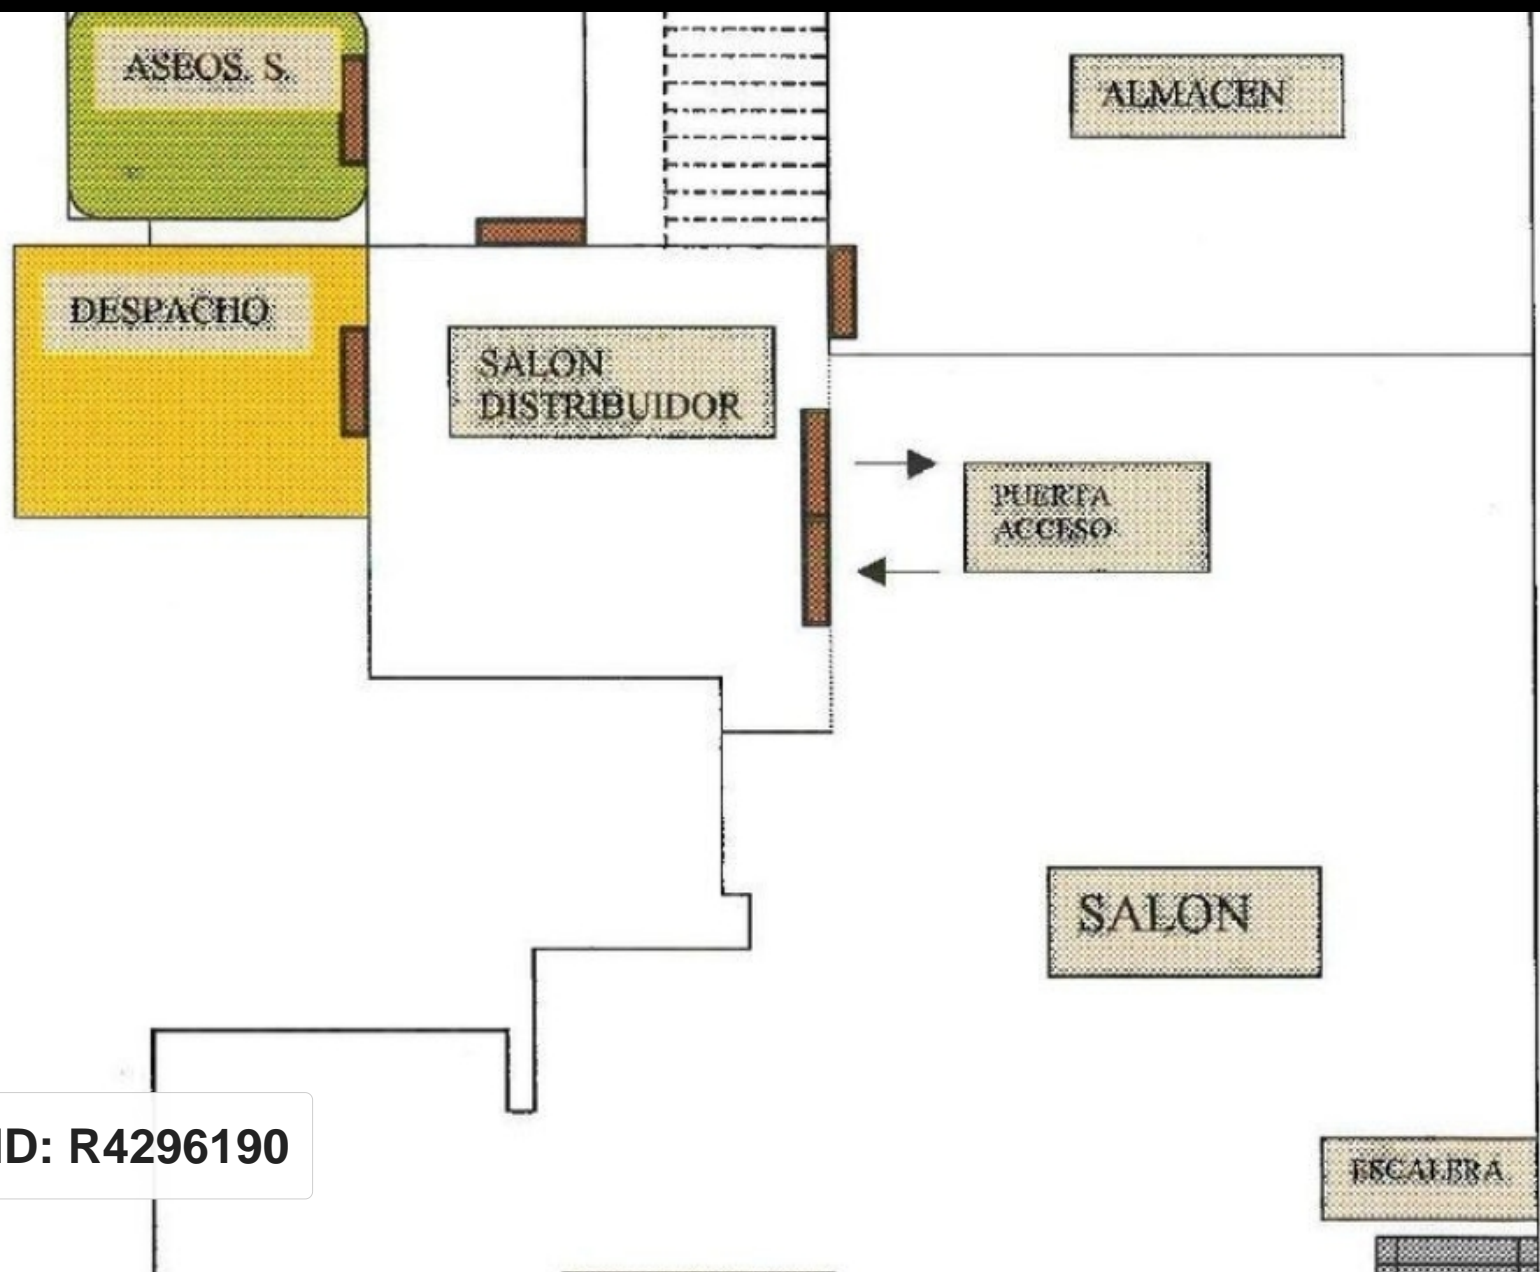 ASEOS. S.
ALMACEN
DESPACHO
SALON
DISTRIBUIDOR
PUERTA
ACCESO
SALON
ID: R4296190
ESCALERA